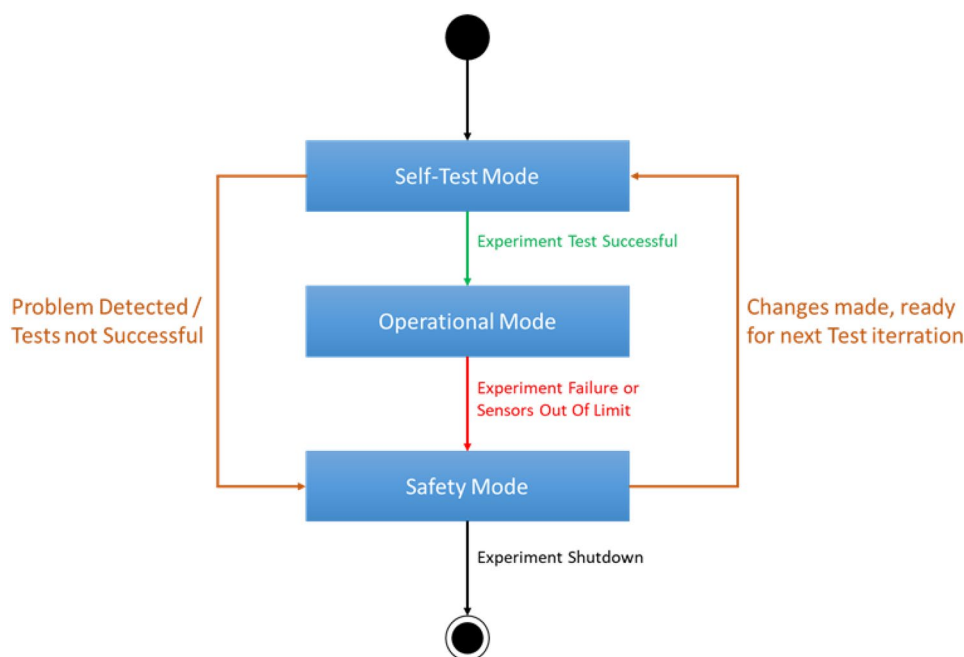 Self-Test Mode
Experiment Test Successful
Problem Detected /
Tests not Successful
Operational Mode
Changes made, ready
for next Test iterration
Experiment Failure or
Sensors Out Of Limit
Safety Mode
Experiment Shutdown